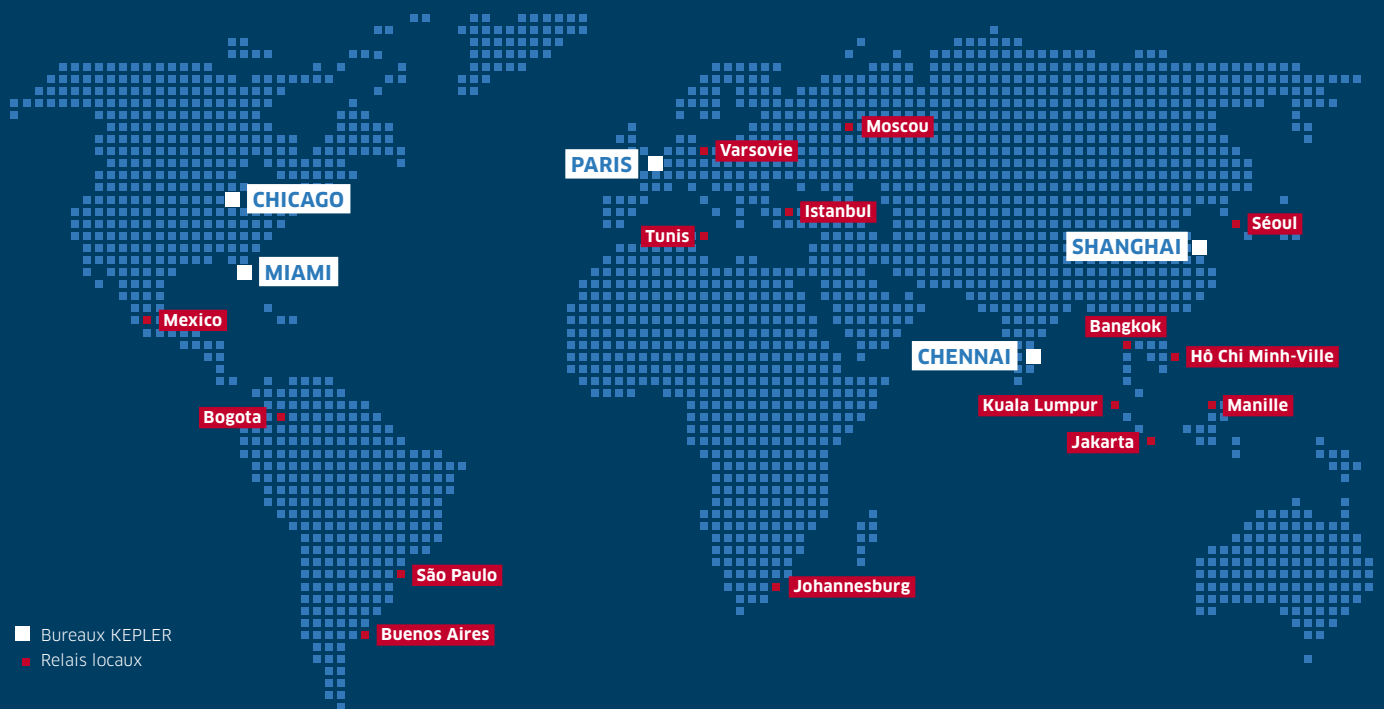 Moscou
Varsovie
PARIS
CHICAGO
Istanbul
Séoul
Tunis
SHANGHAI
MIAMI
Mexico
Bangkok
CHENNAI
Hô Chi Minh-Ville
Kuala Lumpur
Manille
Bogota
Jakarta
São Paulo
Johannesburg
Buenos Aires
Bureaux KEPLER
Relais locaux